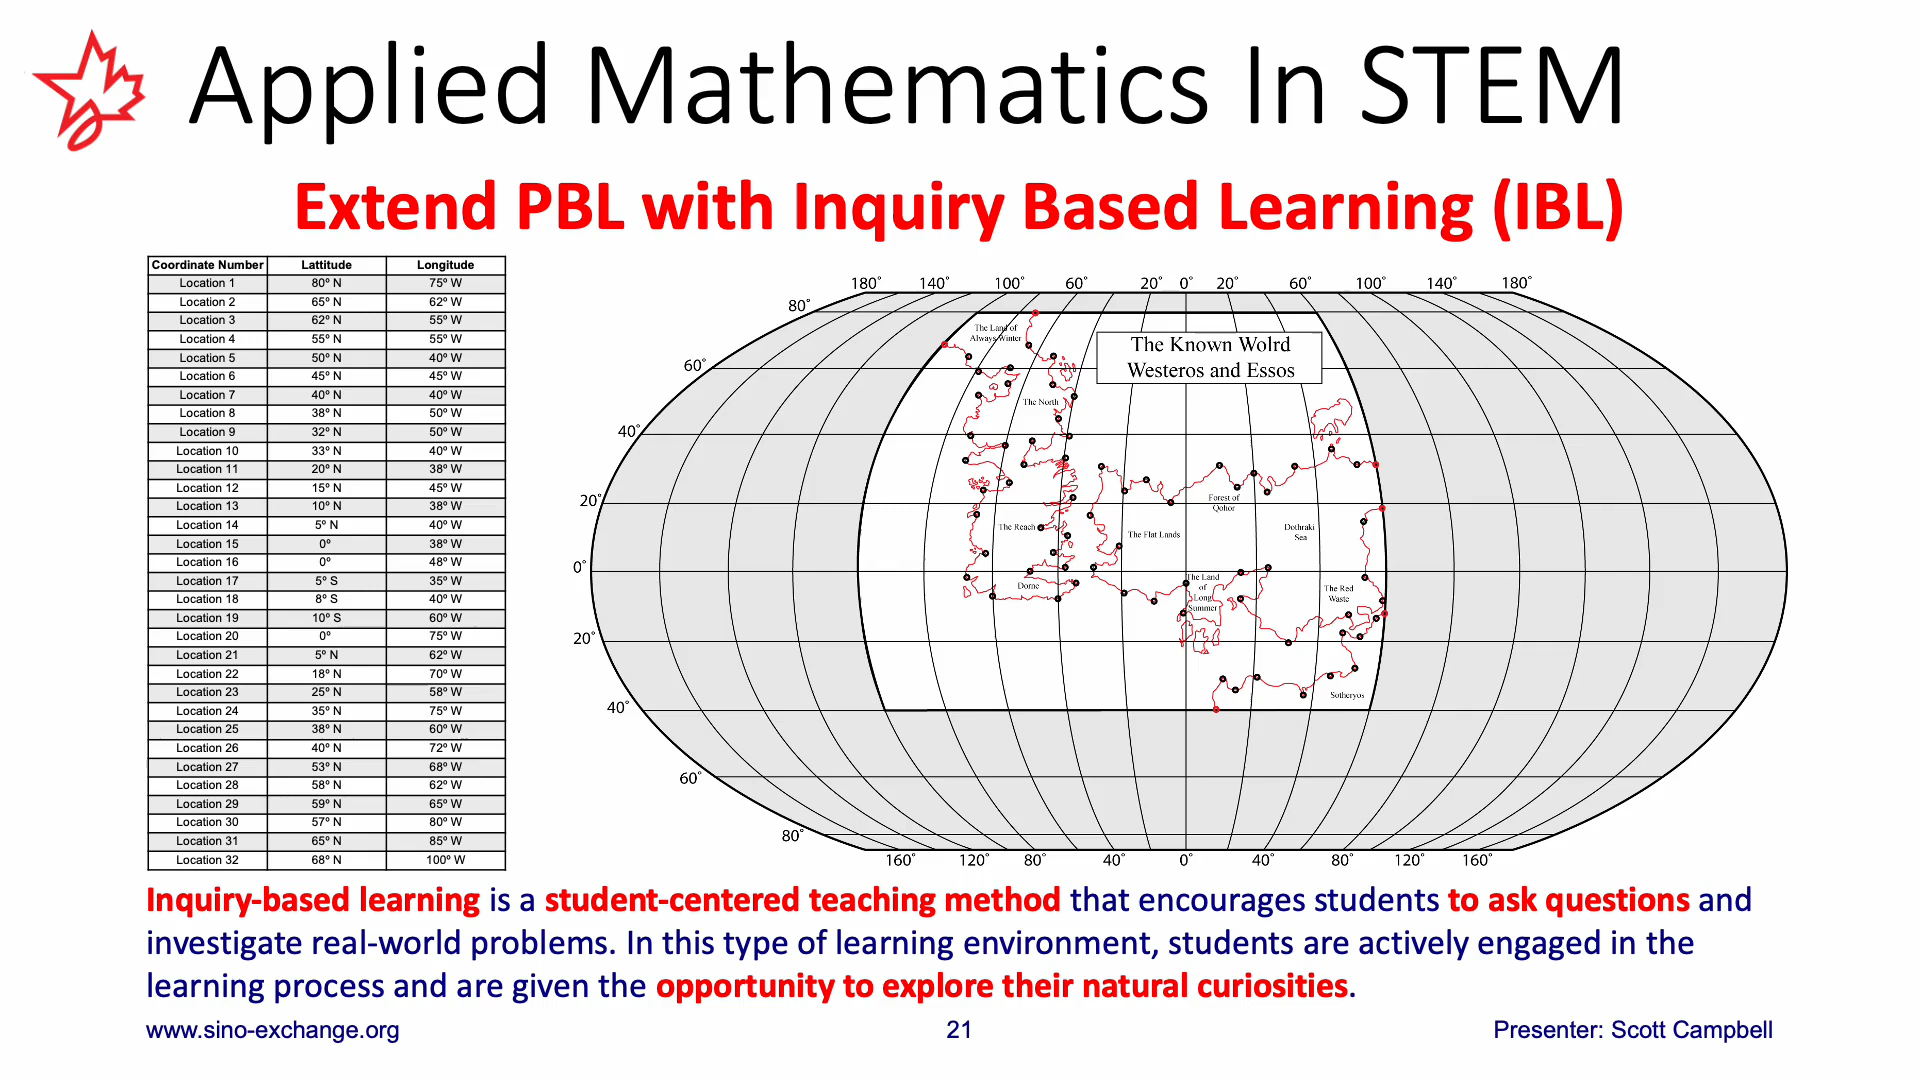 Applied Mathematics In STEM
Extend PBL with Inquiry Based Learning (IBL)
Coordinate Number Lattitude Longitude
Location 1 80º N 75º W
Location 2 65º N 62º W
Location 3 62º N 55º W
Location 4 55º N 55º W
Location 5 50º N 40º W
Location 6 45º N 45º W
Location 7 40º N 40º W
Location 8 38º N 50º W
Location 9 32º N 50º W
Location 10 33º N 40º W
Location 11 20º N 38º W
Location 12 15º N 45º W
Location 13 10º N 38º W
Location 14 5º N 40º W
Location 15 0º 38º W
Location 16 0º 48º W
Location 17 5º S 35º W
Location 18 8º S 40º W
Location 19 10º S 60º W
Location 20 0º 75º W
Location 21 5º N 62º W
Location 22 18º N 70º W
Location 23 25º N 58º W
Location 24 35º N 75º W
Location 25 38º N 60º W
Location 26 40º N 72º W
Location 27 53º N 68º W
Location 28 58º N 62º W
Location 29 59º N 65º W
Location 30 57º N 80º W
Location 31 65º N 85º W
Location 32 68º N 100º W
180° 140° 100° 60° 20° 0° 20° 60° 100° 140° 180°
80°
60°
40°
20°
0°
20°
40°
60°
80°
The Land of
Always Winter
The Known Wolrd
Westeros and Essos
The North
Forest of
Qohor
The Reach
The Flat Lands
Dothraki
Sea
Dorne
The Land
of
Long
Summer
The Red
Waste
Sothoryos
160° 120° 80° 40° 0° 40° 80° 120° 160°
Inquiry-based learning is a student-centered teaching method that encourages students to ask questions and
investigate real-world problems. In this type of learning environment, students are actively engaged in the
learning process and are given the opportunity to explore their natural curiosities.
www.sino-exchange.org
21
Presenter: Scott Campbell